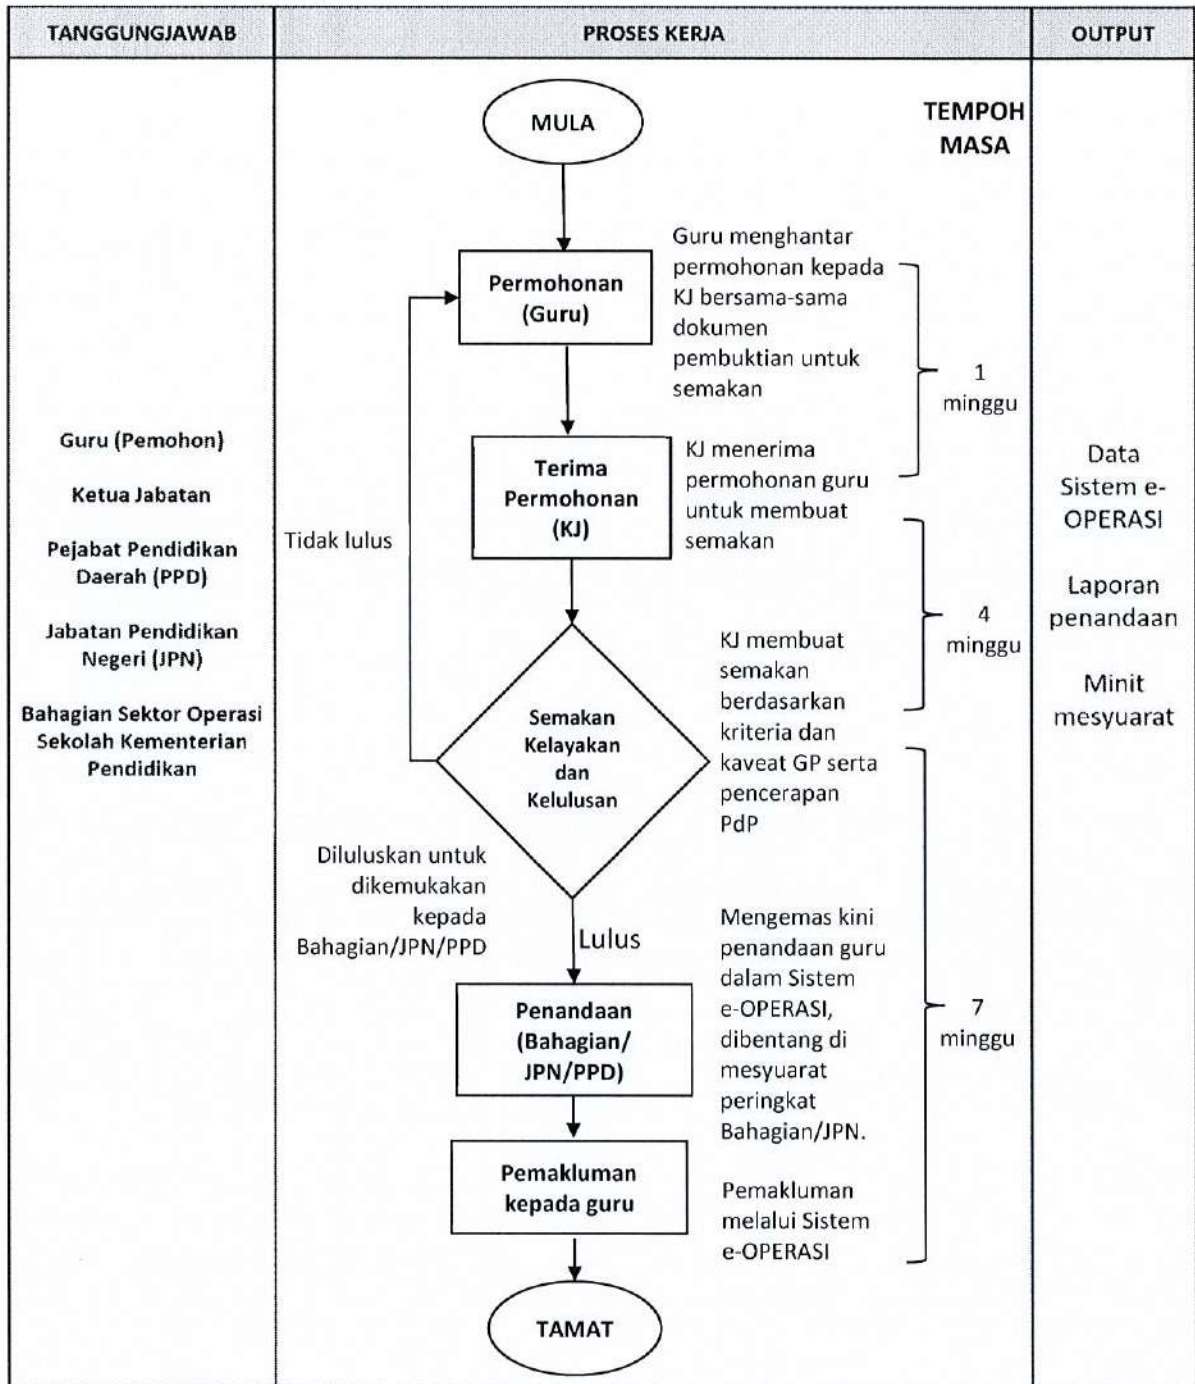 TANGGUNGJAWAB
PROSES KERJA
OUTPUT
MULA
TEMPOH
MASA
Permohonan
(Guru)
Guru menghantar
permohonan kepada
KJ bersama-sama
dokumen
pembuktian untuk
semakan
1
minggu
Guru (Pemohon)
Ketua Jabatan
Pejabat Pendidikan
Daerah (PPD)
Jabatan Pendidikan
Negeri (JPN)
Bahagian Sektor Operasi
Sekolah Kementerian
Pendidikan
Terima
Permohonan
(KJ)
KJ menerima
permohonan guru
untuk membuat
semakan
Tidak lulus
4
minggu
Semakan
Kelayakan
dan
Kelulusan
KJ membuat
semakan
berdasarkan
kriteria dan
kaveat GP serta
pencerapan
PdP
Diluluskan untuk
dikemukakan
kepada
Bahagian/JPN/PPD
Lulus
Penandaan
(Bahagian/
JPN/PPD)
Mengemas kini
penandaan guru
dalam Sistem
e-OPERASI,
dibentang di
mesyuarat
peringkat
Bahagian/JPN.
7
minggu
Pemakluman
kepada guru
Pemakluman
melalui Sistem
e-OPERASI
TAMAT
Data
Sistem e-
OPERASI
Laporan
penandaan
Minit
mesyuarat